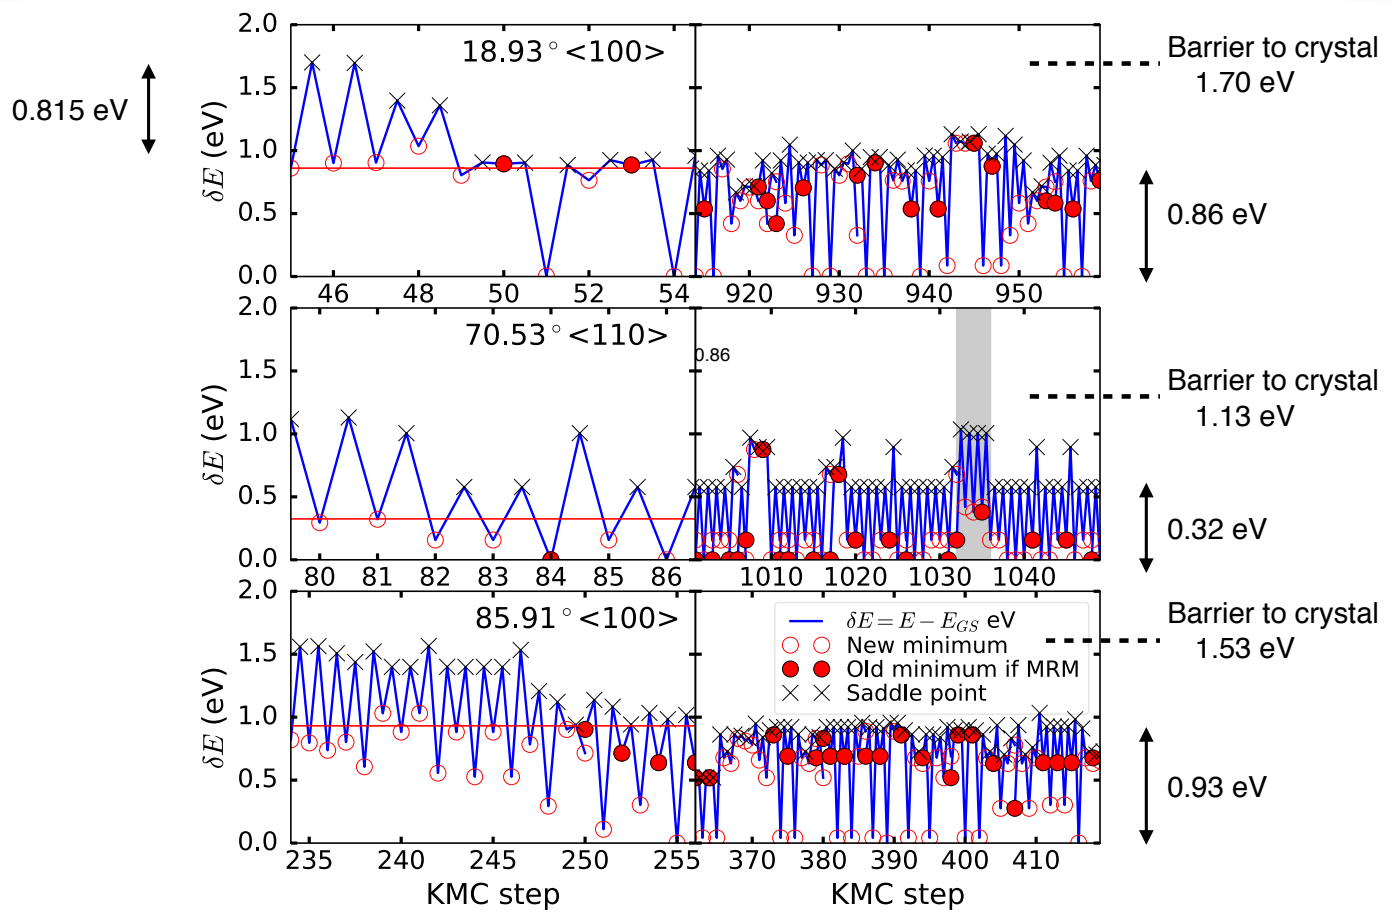 2.0
1.5
1.0
0.5
0.0
δE (eV)
18.93°<100>
46 48 50 52 54
920 930 940 950
0.815 eV
Barrier to crystal
1.70 eV
0.86 eV
2.0
1.5
1.0
0.5
0.0
δE (eV)
70.53°<110>
0.86
80 81 82 83 84 85 86
1010 1020 1030 1040
Barrier to crystal
1.13 eV
0.32 eV
2.0
1.5
1.0
0.5
0.0
δE (eV)
85.91°<100>
δE = E − E_GS eV
New minimum
Old minimum if MRM
Saddle point
235 240 245 250 255
370 380 390 400 410
KMC step
KMC step
Barrier to crystal
1.53 eV
0.93 eV